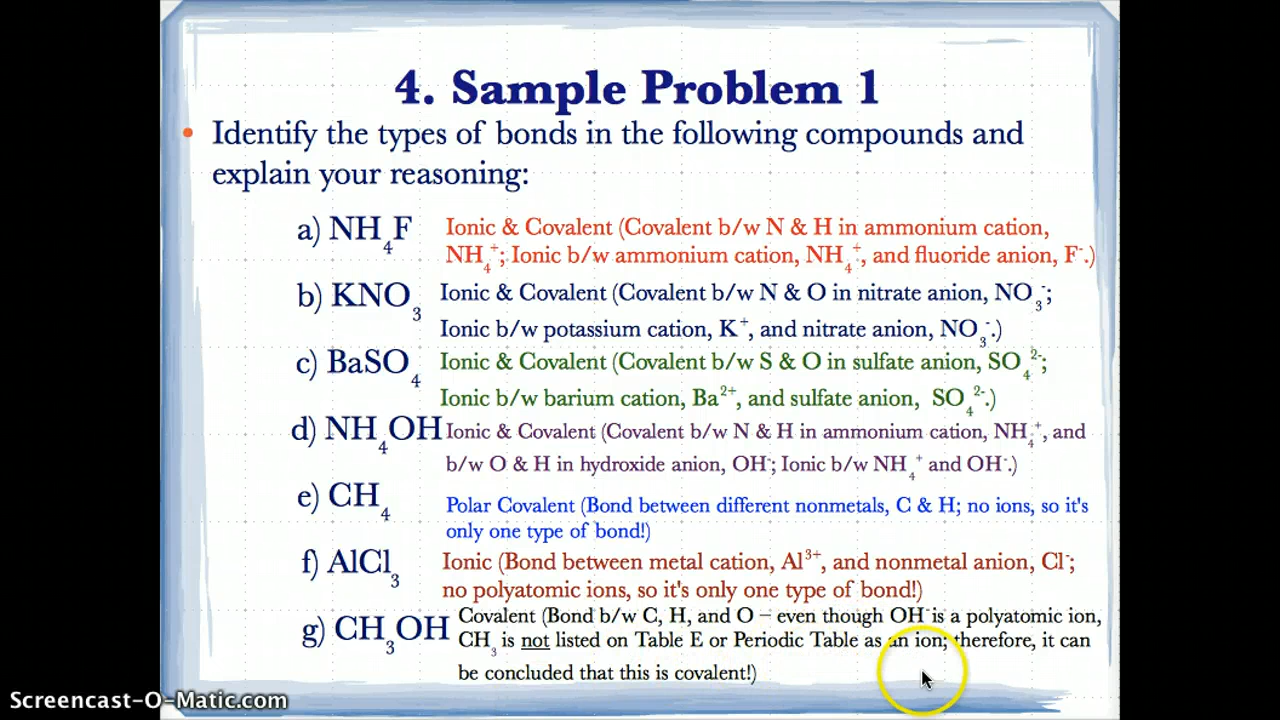 4. Sample Problem 1
• Identify the types of bonds in the following compounds and
explain your reasoning:
a) NH₄F
Ionic & Covalent (Covalent b/w N & H in ammonium cation,
NH₄⁺; Ionic b/w ammonium cation, NH₄⁺, and fluoride anion, F⁻.)
b) KNO₃
Ionic & Covalent (Covalent b/w N & O in nitrate anion, NO₃⁻;
Ionic b/w potassium cation, K⁺, and nitrate anion, NO₃⁻.)
c) BaSO₄
Ionic & Covalent (Covalent b/w S & O in sulfate anion, SO₄²⁻;
Ionic b/w barium cation, Ba²⁺, and sulfate anion, SO₄²⁻.)
d) NH₄OH
Ionic & Covalent (Covalent b/w N & H in ammonium cation, NH₄⁺, and
b/w O & H in hydroxide anion, OH⁻; Ionic b/w NH₄⁺ and OH⁻.)
e) CH₄
Polar Covalent (Bond between different nonmetals, C & H; no ions, so it's
only one type of bond!)
f) AlCl₃
Ionic (Bond between metal cation, Al³⁺, and nonmetal anion, Cl⁻;
no polyatomic ions, so it's only one type of bond!)
g) CH₃OH
Covalent (Bond b/w C, H, and O – even though OH⁻ is a polyatomic ion,
CH₃ is not listed on Table E or Periodic Table as an ion; therefore, it can
be concluded that this is covalent!)
Screencast-O-Matic.com